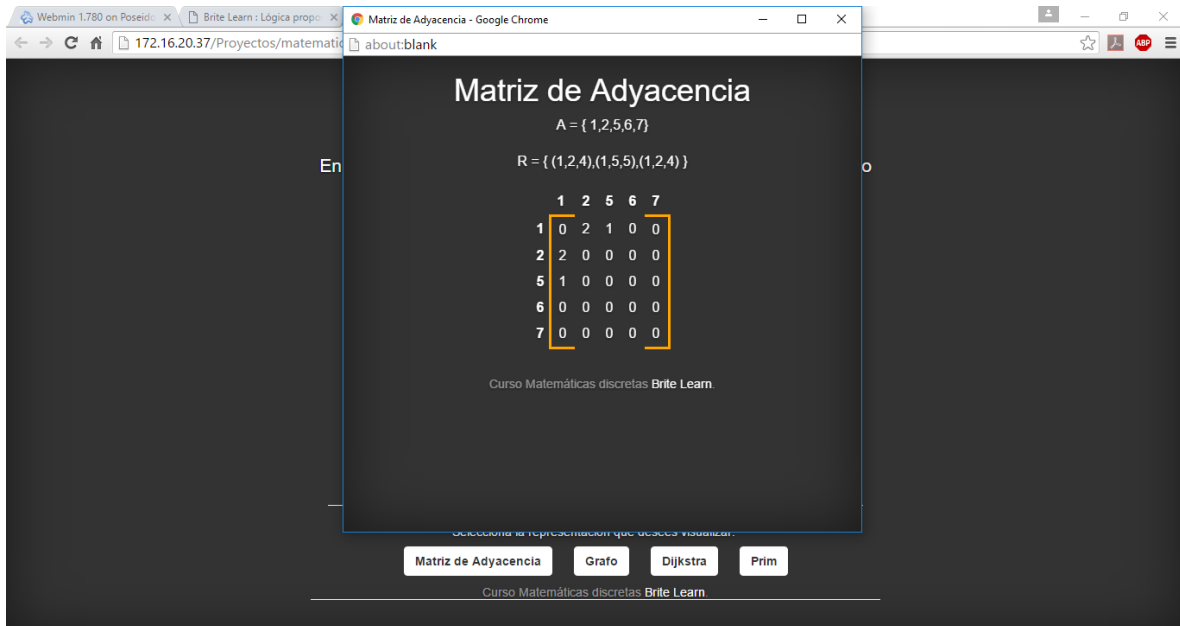 Webmin 1.780 on Poseido
Brite Learn : Lógica propo
172.16.20.37/Proyectos/matematic
ABP
Matriz de Adyacencia - Google Chrome
about:blank
En
o
Matriz de Adyacencia
A = { 1,2,5,6,7}
R = { (1,2,4),(1,5,5),(1,2,4) }
1 2 5 6 7
1 0 2 1 0 0
2 2 0 0 0 0
5 1 0 0 0 0
6 0 0 0 0 0
7 0 0 0 0 0
Curso Matemáticas discretas Brite Learn.
Selecciona la representación que desees visualizar:
Matriz de Adyacencia Grafo Dijkstra Prim
Curso Matemáticas discretas Brite Learn.